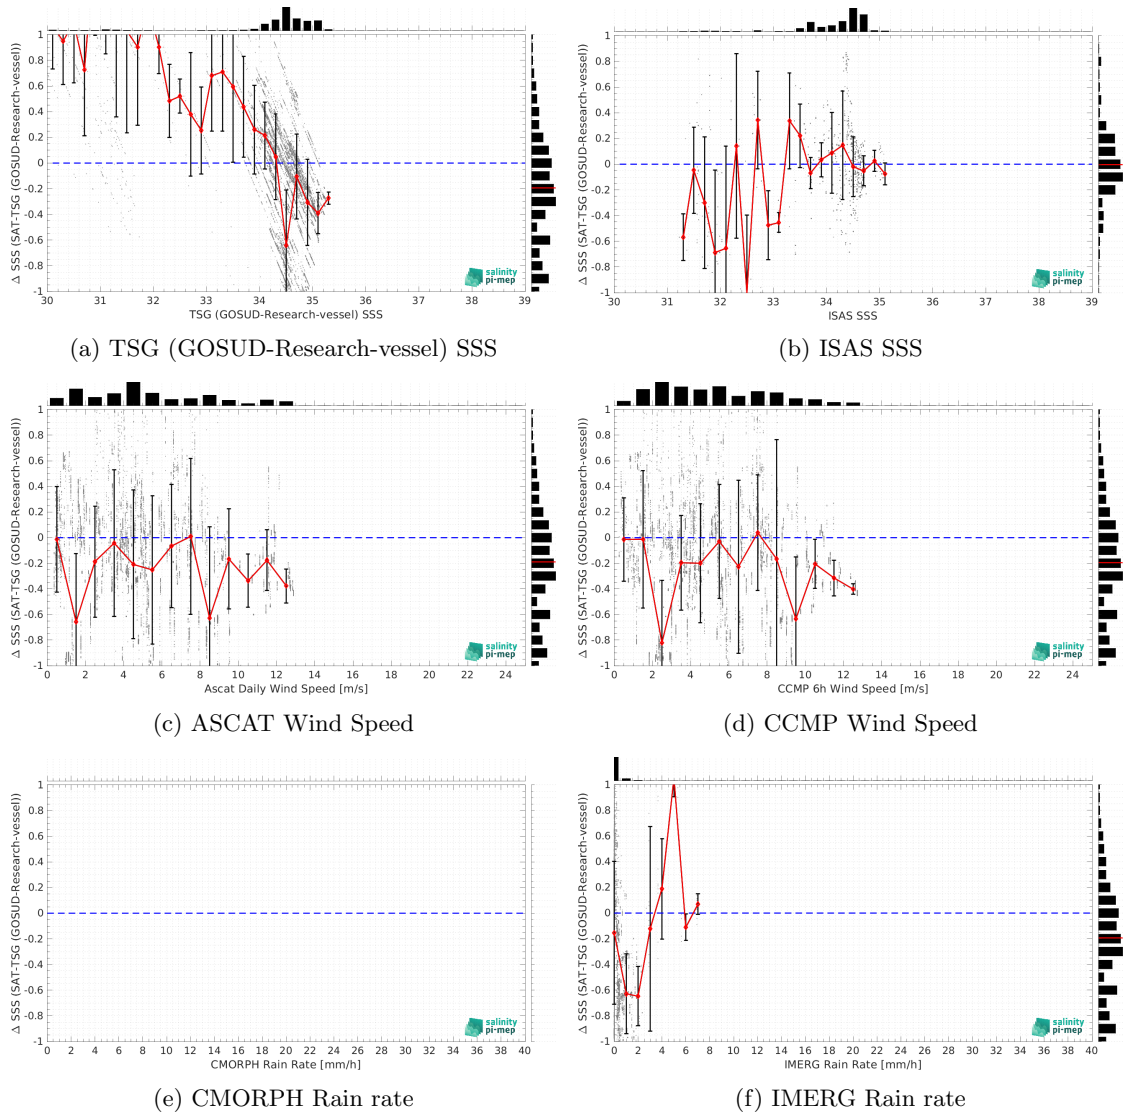 1
0.8
0.6
0.4
0.2
0
-0.2
-0.4
-0.6
-0.8
-1
Δ SSS (SAT-TSG (GOSUD-Research-vessel))
salinity
pi-mep
30 31 32 33 34 35 36 37 38 39
TSG (GOSUD-Research-vessel) SSS
(a) TSG (GOSUD-Research-vessel) SSS
1
0.8
0.6
0.4
0.2
0
-0.2
-0.4
-0.6
-0.8
-1
Δ SSS (SAT-TSG (GOSUD-Research-vessel))
salinity
pi-mep
30 31 32 33 34 35 36 37 38 39
ISAS SSS
(b) ISAS SSS
1
0.8
0.6
0.4
0.2
0
-0.2
-0.4
-0.6
-0.8
-1
Δ SSS (SAT-TSG (GOSUD-Research-vessel))
salinity
pi-mep
0 2 4 6 8 10 12 14 16 18 20 22 24
Ascat Daily Wind Speed [m/s]
(c) ASCAT Wind Speed
1
0.8
0.6
0.4
0.2
0
-0.2
-0.4
-0.6
-0.8
-1
Δ SSS (SAT-TSG (GOSUD-Research-vessel))
salinity
pi-mep
0 2 4 6 8 10 12 14 16 18 20 22 24
CCMP 6h Wind Speed [m/s]
(d) CCMP Wind Speed
1
0.8
0.6
0.4
0.2
0
-0.2
-0.4
-0.6
-0.8
-1
Δ SSS (SAT-TSG (GOSUD-Research-vessel))
salinity
pi-mep
0 2 4 6 8 10 12 14 16 18 20 22 24 26 28 30 32 34 36 38 40
CMORPH Rain Rate [mm/h]
(e) CMORPH Rain rate
1
0.8
0.6
0.4
0.2
0
-0.2
-0.4
-0.6
-0.8
-1
Δ SSS (SAT-TSG (GOSUD-Research-vessel))
salinity
pi-mep
0 2 4 6 8 10 12 14 16 18 20 22 24 26 28 30 32 34 36 38 40
IMERG Rain Rate [mm/h]
(f) IMERG Rain rate